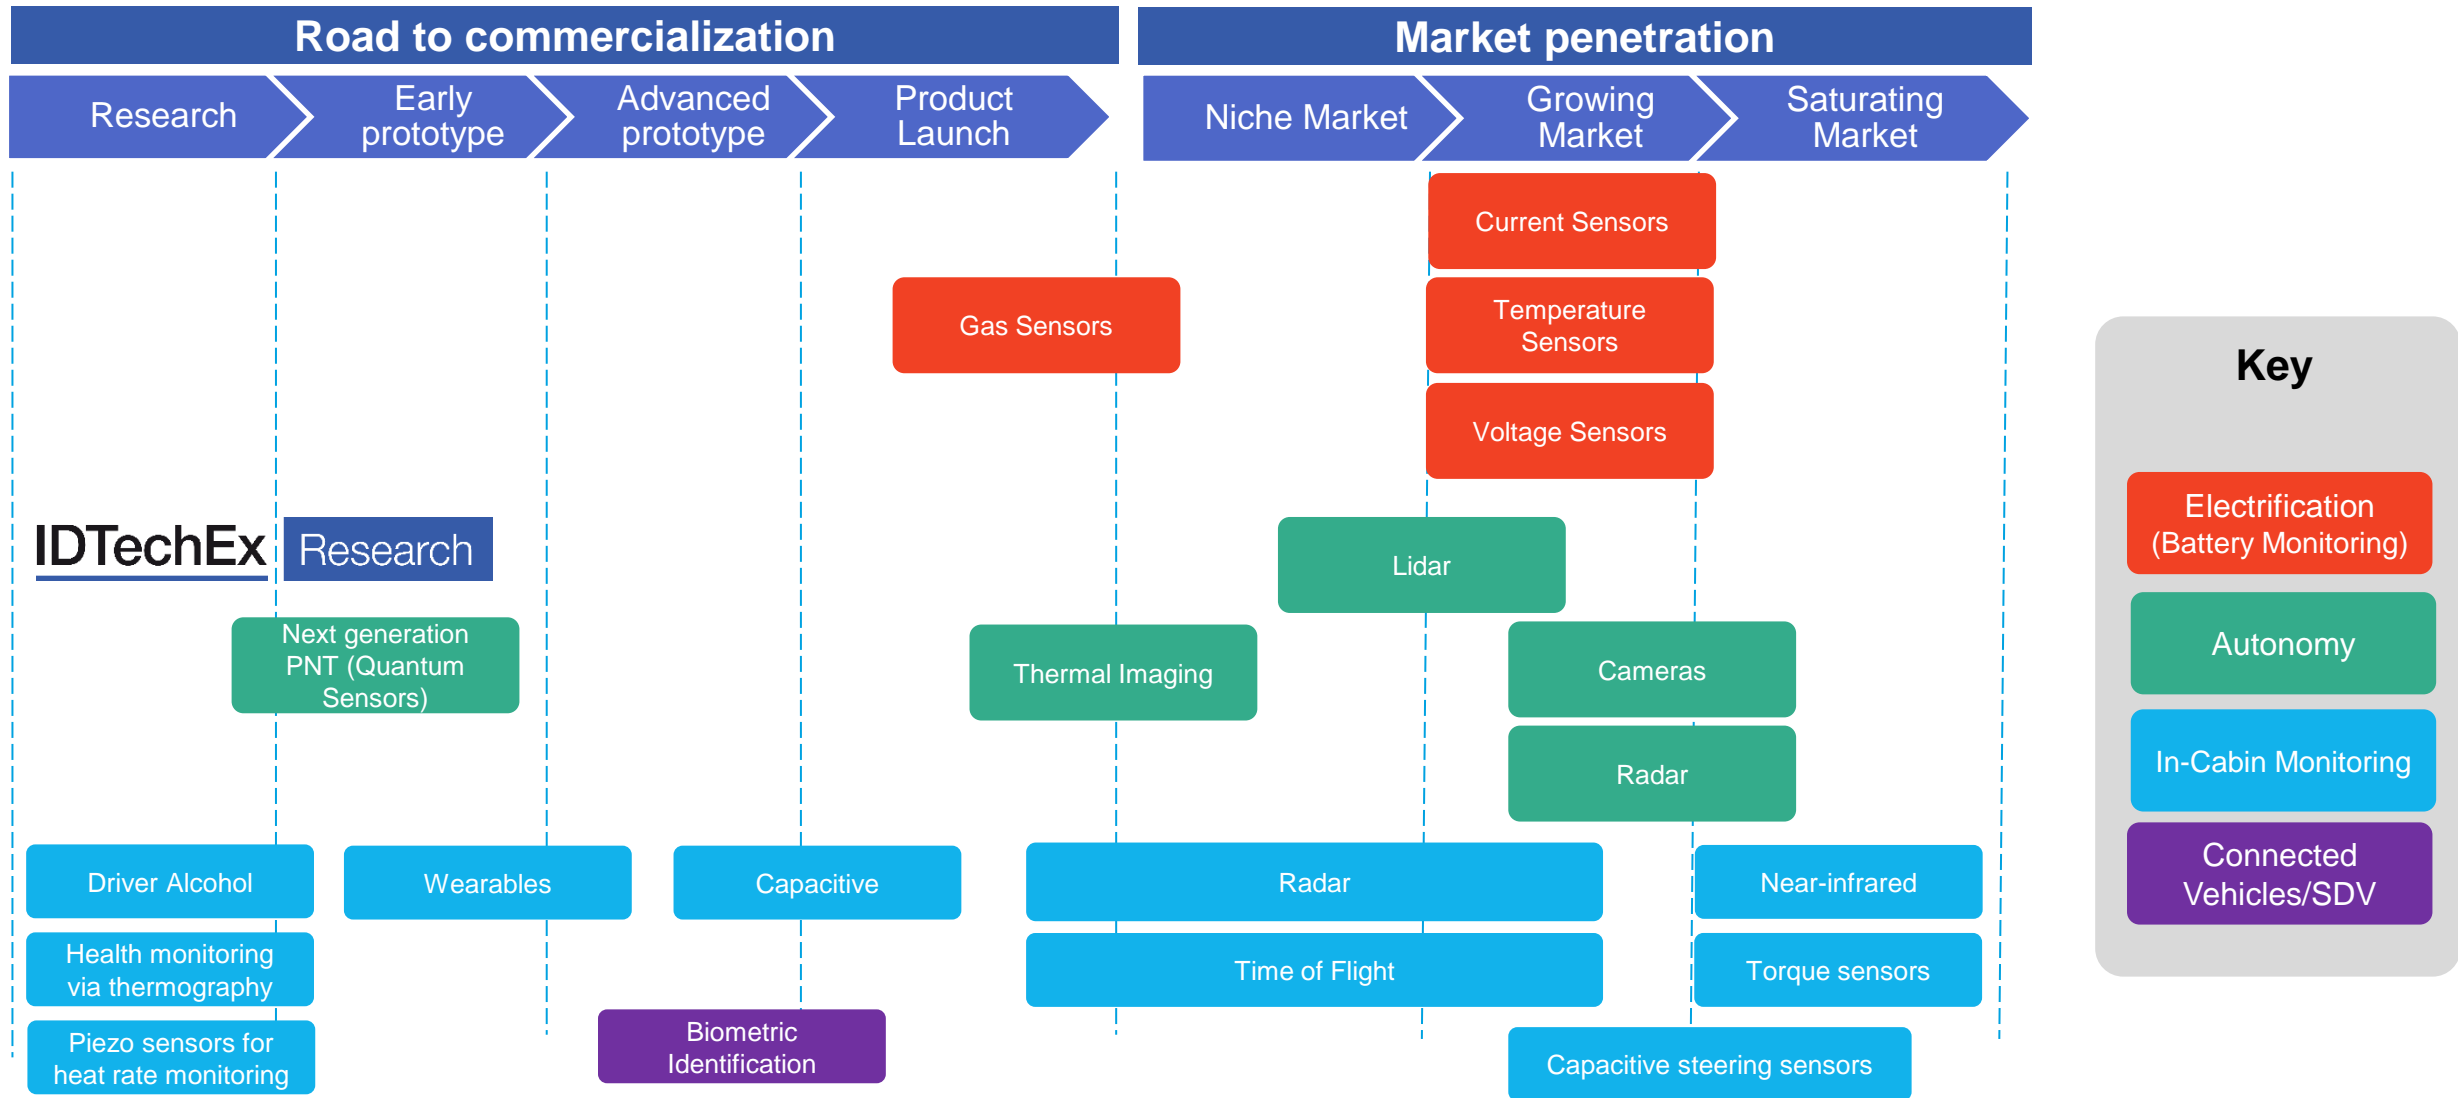 Road to commercialization
Market penetration
Research
Early
prototype
Advanced
prototype
Product
Launch
Niche Market
Growing
Market
Saturating
Market
Current Sensors
Gas Sensors
Temperature
Sensors
Voltage Sensors
Key
Electrification
(Battery Monitoring)
Autonomy
In-Cabin Monitoring
Connected
Vehicles/SDV
IDTechEx Research
Lidar
Next generation
PNT (Quantum
Sensors)
Thermal Imaging
Cameras
Radar
Driver Alcohol
Wearables
Capacitive
Radar
Near-infrared
Health monitoring
via thermography
Time of Flight
Torque sensors
Piezo sensors for
heat rate monitoring
Biometric
Identification
Capacitive steering sensors